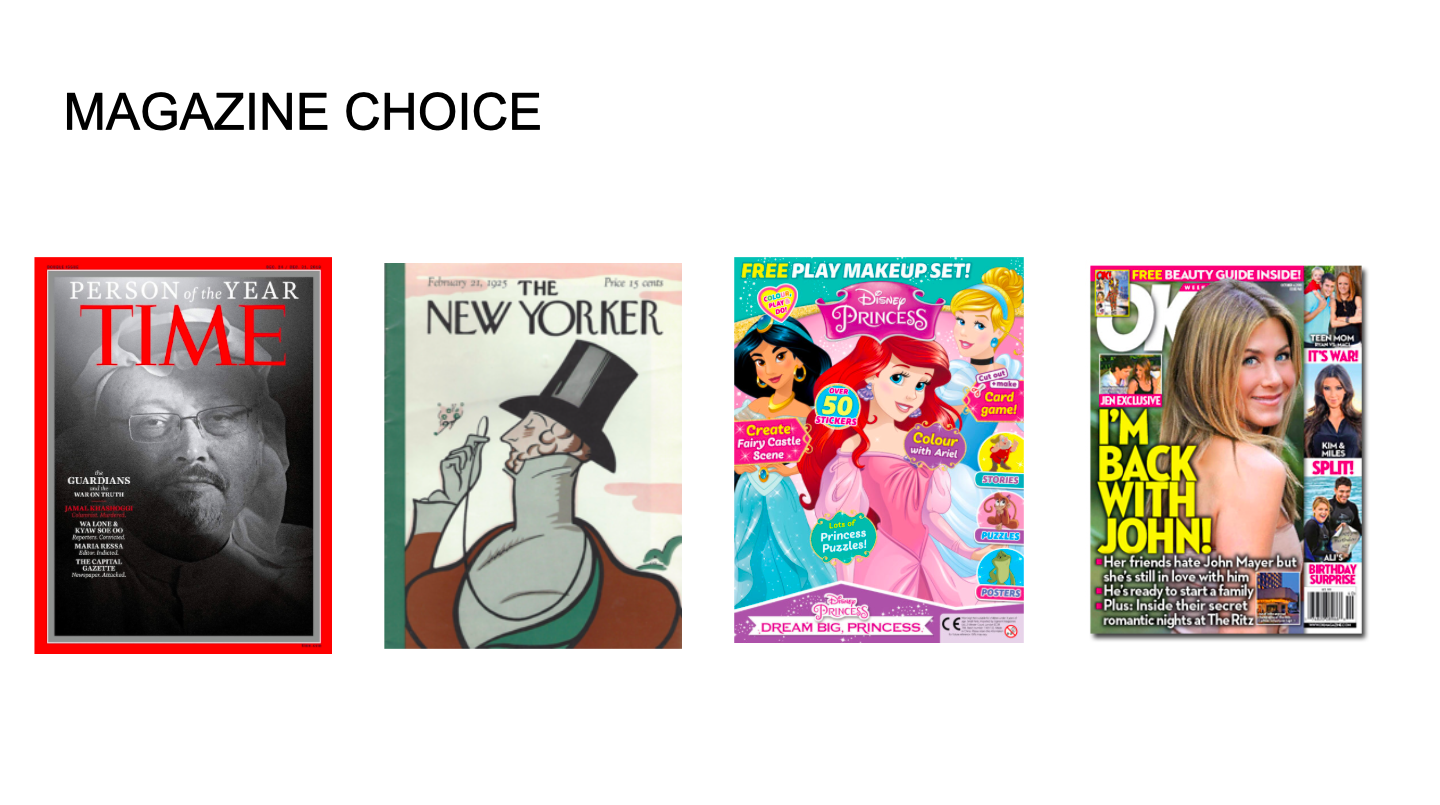 MAGAZINE CHOICE
PERSON of the YEAR
TIME
the
GUARDIANS
and the
WAR ON TRUTH
JAMAL KHASHOGGI
Columnist. Murdered.
WA LONE &
KYAW SOE OO
Reporters. Convicted.
MARIA RESSA
Editor. Indicted.
THE CAPITAL
GAZETTE
Newspaper. Attacked.
February 21, 1925
Price 15 cents
THE
NEW YORKER
FREE PLAY MAKEUP SET!
COLOUR,
PLAY &
DO!
Disney
PRINCESS
Cut out
+make
Card
game!
OVER
50
STICKERS
Create
Fairy Castle
Scene
Colour
with Ariel
STORIES
Lots of
Princess
Puzzles!
PUZZLES
POSTERS
Disney
PRINCESS
DREAM BIG, PRINCESS.
CE
FREE BEAUTY GUIDE INSIDE!
OK
WEE
TEEN MOM
RYAN VS. MACI
IT'S WAR!
JEN EXCLUSIVE
I'M
BACK
WITH
JOHN!
KIM &
MILES
SPLIT!
Her friends hate John Mayer but
she's still in love with him
He's ready to start a family
Plus: Inside their secret
romantic nights at The Ritz
ALI'S
BIRTHDAY
SURPRISE